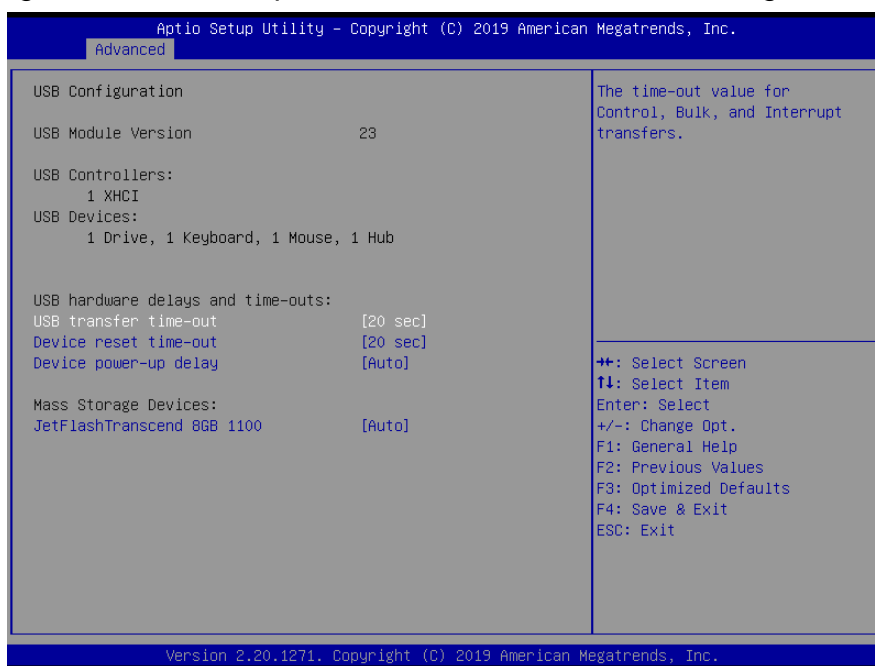 Aptio Setup Utility – Copyright (C) 2019 American Megatrends, Inc.
Advanced
USB Configuration
USB Module Version 23
USB Controllers:
1 XHCI
USB Devices:
1 Drive, 1 Keyboard, 1 Mouse, 1 Hub
USB hardware delays and time-outs:
USB transfer time-out [20 sec]
Device reset time-out [20 sec]
Device power-up delay [Auto]
Mass Storage Devices:
JetFlashTranscend 8GB 1100 [Auto]
The time-out value for
Control, Bulk, and Interrupt
transfers.
→←: Select Screen
↑↓: Select Item
Enter: Select
+/-: Change Opt.
F1: General Help
F2: Previous Values
F3: Optimized Defaults
F4: Save & Exit
ESC: Exit
Version 2.20.1271. Copyright (C) 2019 American Megatrends, Inc.